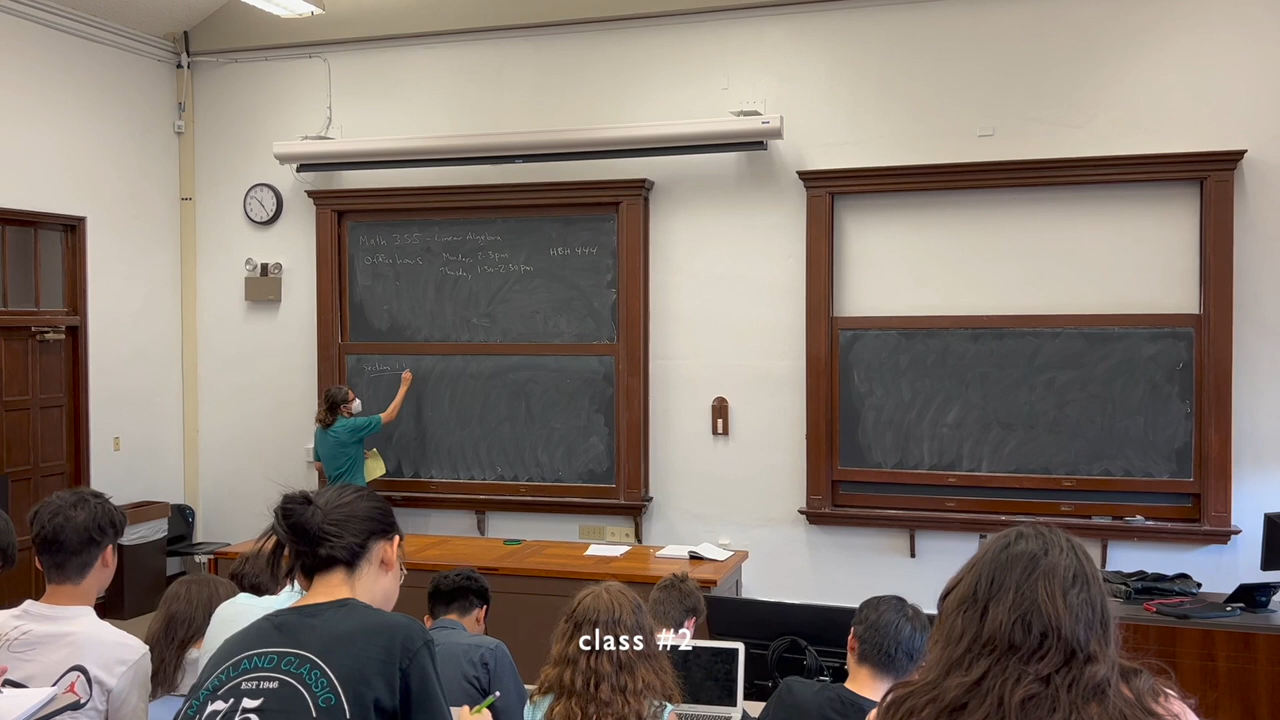 Math 355 - Linear Algebra
Office hours Monday, 2-3pm HBH 444
Thursday 1:30-2:30pm
Section 1.1
MARYLAND CLASSIC
EST 1946
75
class #2